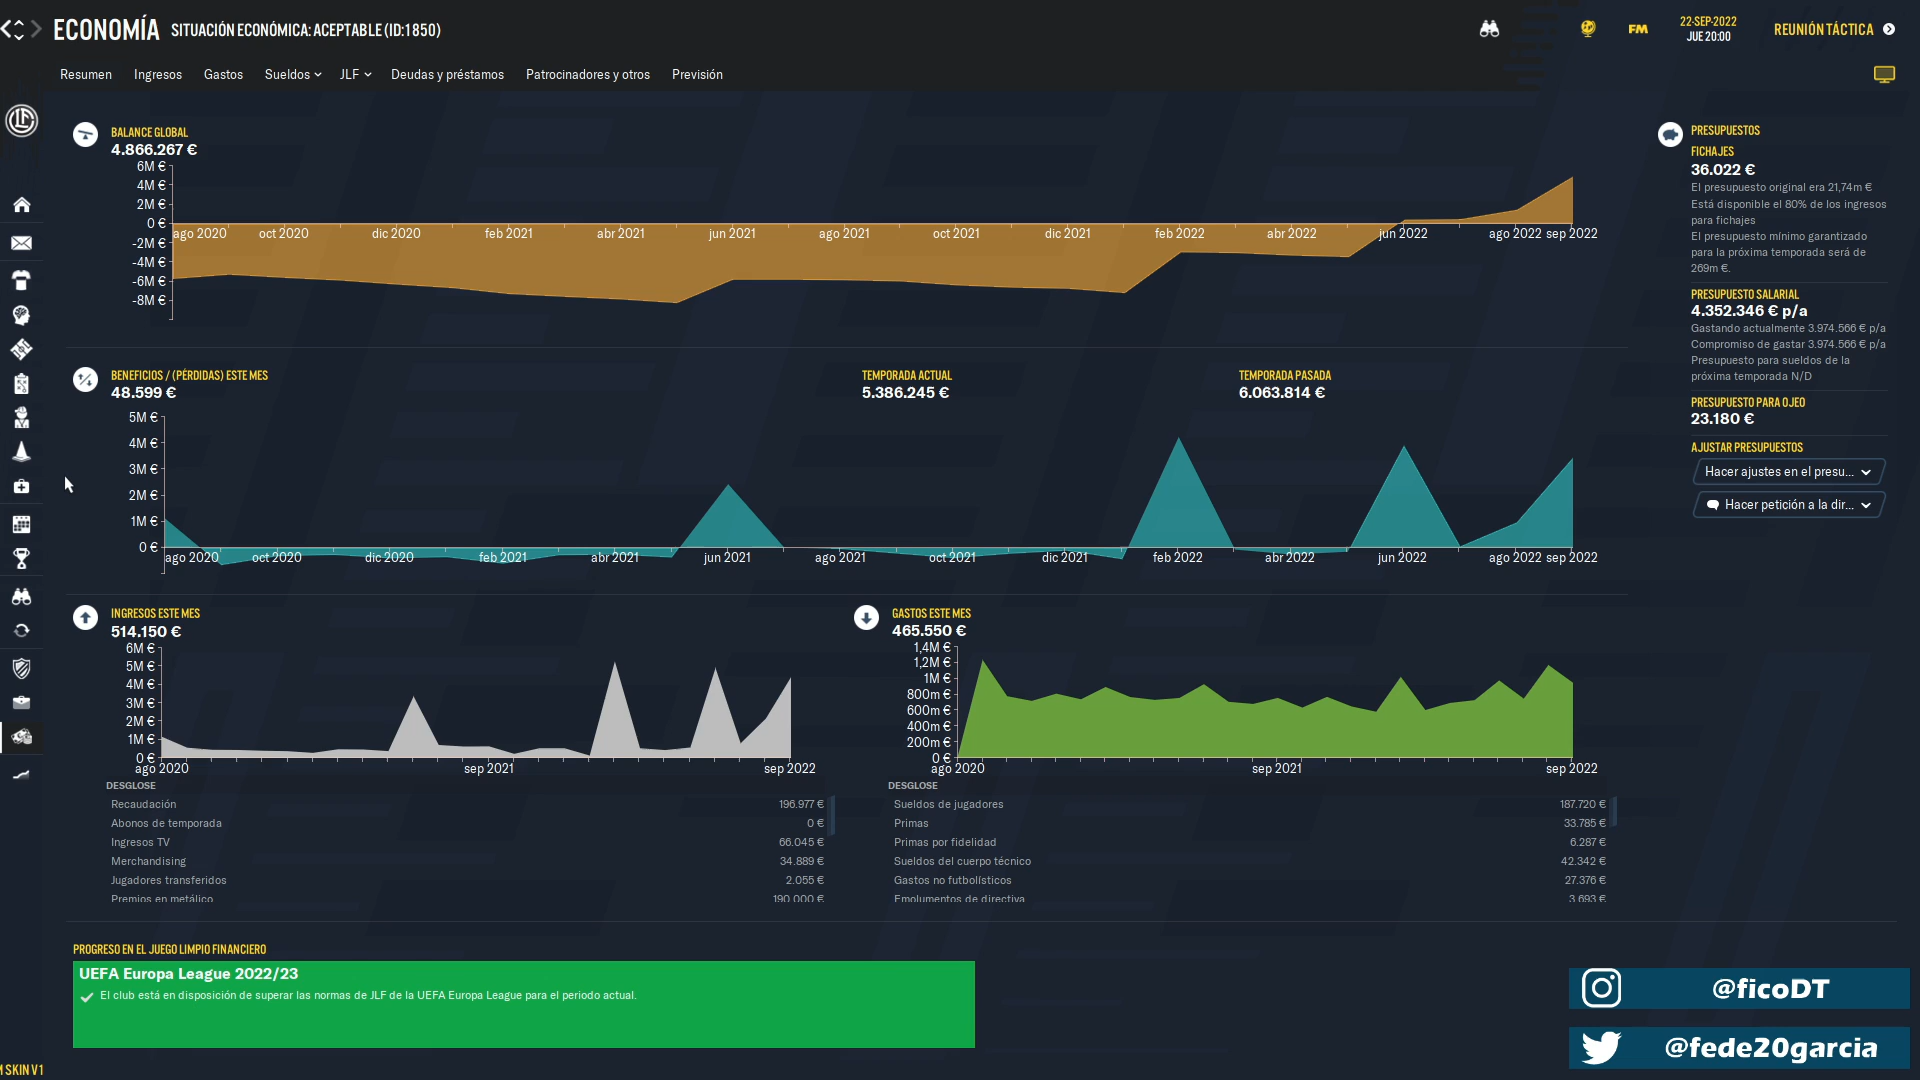 ECONOMÍA
SITUACIÓN ECONÓMICA: ACEPTABLE (ID:1850)
FM
22-SEP-2022
JUE 20:00
REUNIÓN TÁCTICA
Resumen Ingresos Gastos Sueldos JLF Deudas y préstamos Patrocinadores y otros Previsión
BALANCE GLOBAL
4.866.267 €
6M €
4M €
2M €
0 €
-2M €
-4M €
-6M €
-8M €
ago 2020 oct 2020 dic 2020 feb 2021 abr 2021 jun 2021 ago 2021 oct 2021 dic 2021 feb 2022 abr 2022 jun 2022 ago 2022 sep 2022
BENEFICIOS / (PÉRDIDAS) ESTE MES
48.599 €
TEMPORADA ACTUAL
5.386.245 €
TEMPORADA PASADA
6.063.814 €
5M €
4M €
3M €
2M €
1M €
0 €
ago 2020 oct 2020 dic 2020 feb 2021 abr 2021 jun 2021 ago 2021 oct 2021 dic 2021 feb 2022 abr 2022 jun 2022 ago 2022 sep 2022
INGRESOS ESTE MES
514.150 €
6M €
5M €
4M €
3M €
2M €
1M €
0 €
ago 2020 sep 2021 sep 2022
DESGLOSE
Recaudación 196.977 €
Abonos de temporada 0 €
Ingresos TV 66.045 €
Merchandising 34.889 €
Jugadores transferidos 2.055 €
Premios en metálico 190.000 €
GASTOS ESTE MES
465.550 €
1,4M €
1,2M €
1M €
800m €
600m €
400m €
200m €
0 €
ago 2020 sep 2021 sep 2022
DESGLOSE
Sueldos de jugadores 187.720 €
Primas 33.785 €
Primas por fidelidad 6.287 €
Sueldos del cuerpo técnico 42.342 €
Gastos no futbolísticos 27.376 €
Emolumentos de directiva 3.693 €
PRESUPUESTOS
FICHAJES
36.022 €
El presupuesto original era 21,74m €
Está disponible el 80% de los ingresos
para fichajes
El presupuesto mínimo garantizado
para la próxima temporada será de
269m €.
PRESUPUESTO SALARIAL
4.352.346 € p/a
Gastando actualmente 3.974.566 € p/a
Compromiso de gastar 3.974.566 € p/a
Presupuesto para sueldos de la
próxima temporada N/D
PRESUPUESTO PARA OJEO
23.180 €
AJUSTAR PRESUPUESTOS
Hacer ajustes en el presu...
Hacer petición a la dir...
PROGRESO EN EL JUEGO LIMPIO FINANCIERO
UEFA Europa League 2022/23
El club está en disposición de superar las normas de JLF de la UEFA Europa League para el periodo actual.
@ficoDT
@fede20garcia
SKIN V1